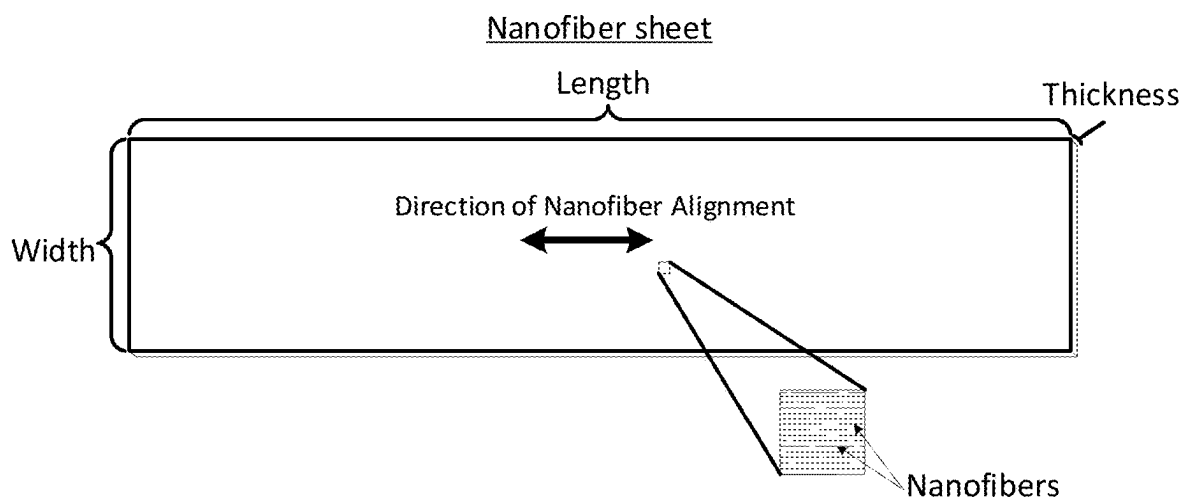 Nanofiber sheet
Length
Thickness
Direction of Nanofiber Alignment
Width
Nanofibers